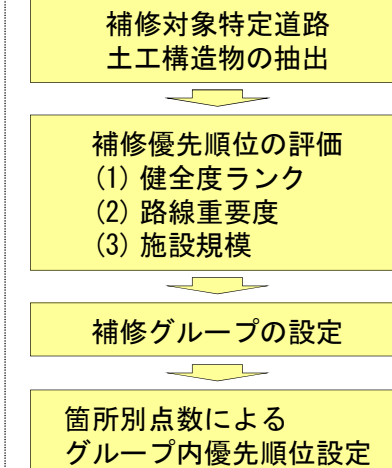 補修対象特定道路
土工構造物の抽出
補修優先順位の評価
(1) 健全度ランク
(2) 路線重要度
(3) 施設規模
補修グループの設定
箇所別点数による
グループ内優先順位設定